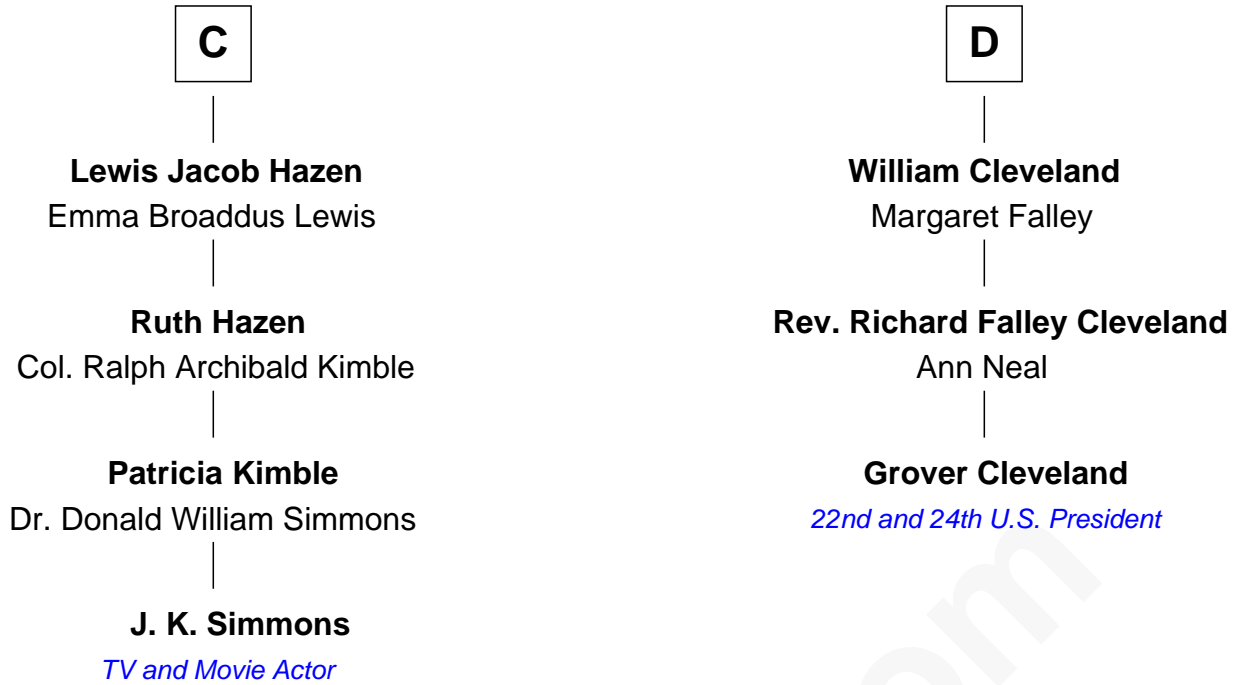 C
Lewis Jacob Hazen
Emma Broaddus Lewis
Ruth Hazen
Col. Ralph Archibald Kimble
Patricia Kimble
Dr. Donald William Simmons
J. K. Simmons
TV and Movie Actor
D
William Cleveland
Margaret Falley
Rev. Richard Falley Cleveland
Ann Neal
Grover Cleveland
22nd and 24th U.S. President
om